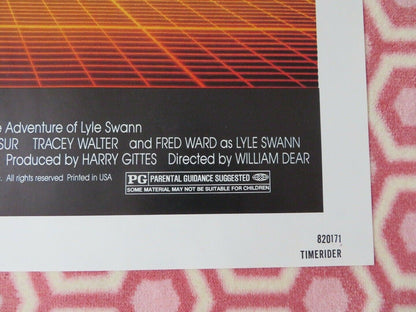 e Adventure of Lyle Swann
SUR TRACEY WALTER and FRED WARD as LYLE SWANN
Produced by HARRY GITTES Directed by WILLIAM DEAR
. All rights reserved Printed in USA
PG PARENTAL GUIDANCE SUGGESTED
SOME MATERIAL MAY NOT BE SUITABLE FOR CHILDREN
820171
TIMERIDER